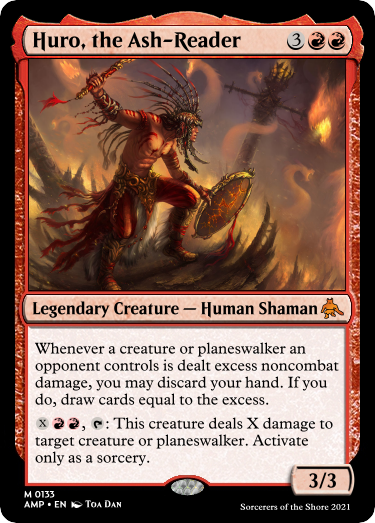 Huro, the Ash-Reader 3
Legendary Creature — Human Shaman
Whenever a creature or planeswalker an
opponent controls is dealt excess noncombat
damage, you may discard your hand. If you
do, draw cards equal to the excess.
X, : This creature deals X damage to
target creature or planeswalker. Activate
only as a sorcery.
3/3
M 0133
AMP • EN Toa Dan
Sorcerers of the Shore 2021